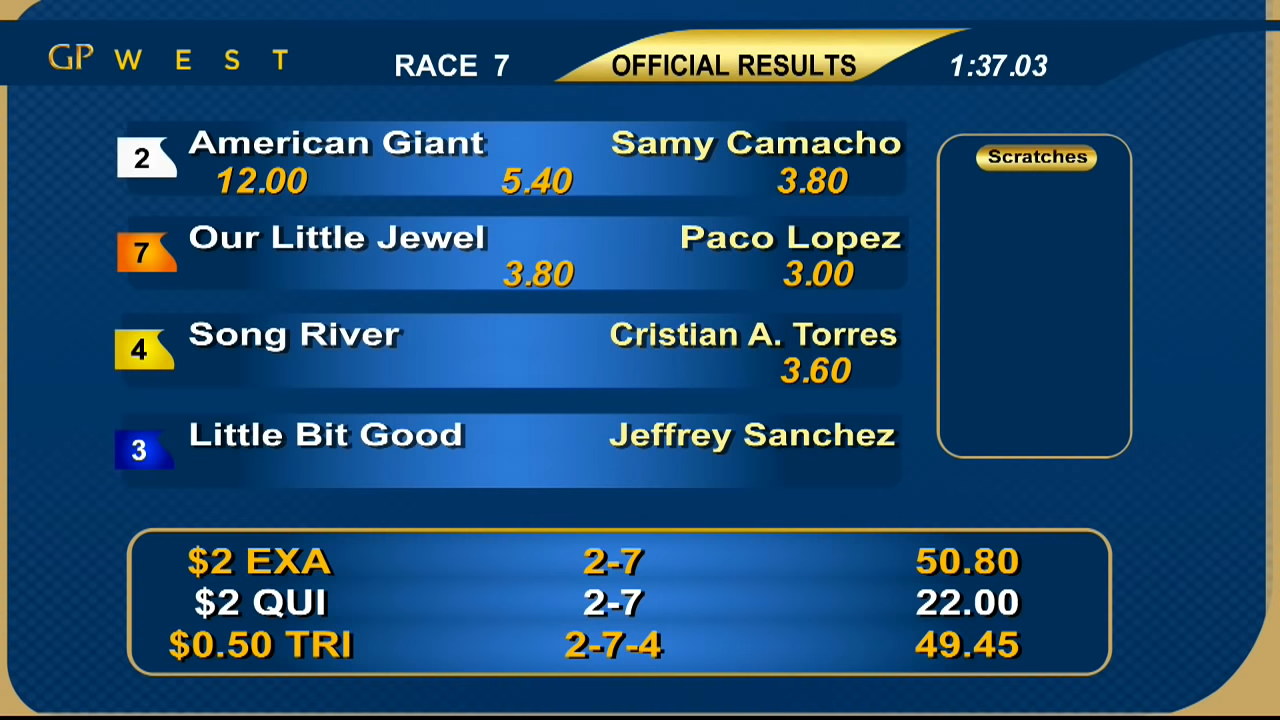 GP WEST RACE 7 OFFICIAL RESULTS 1:37.03
Scratches
2 American Giant Samy Camacho
12.00 5.40 3.80
7 Our Little Jewel Paco Lopez
3.80 3.00
4 Song River Cristian A. Torres
3.60
3 Little Bit Good Jeffrey Sanchez
$2 EXA 2-7 50.80
$2 QUI 2-7 22.00
$0.50 TRI 2-7-4 49.45